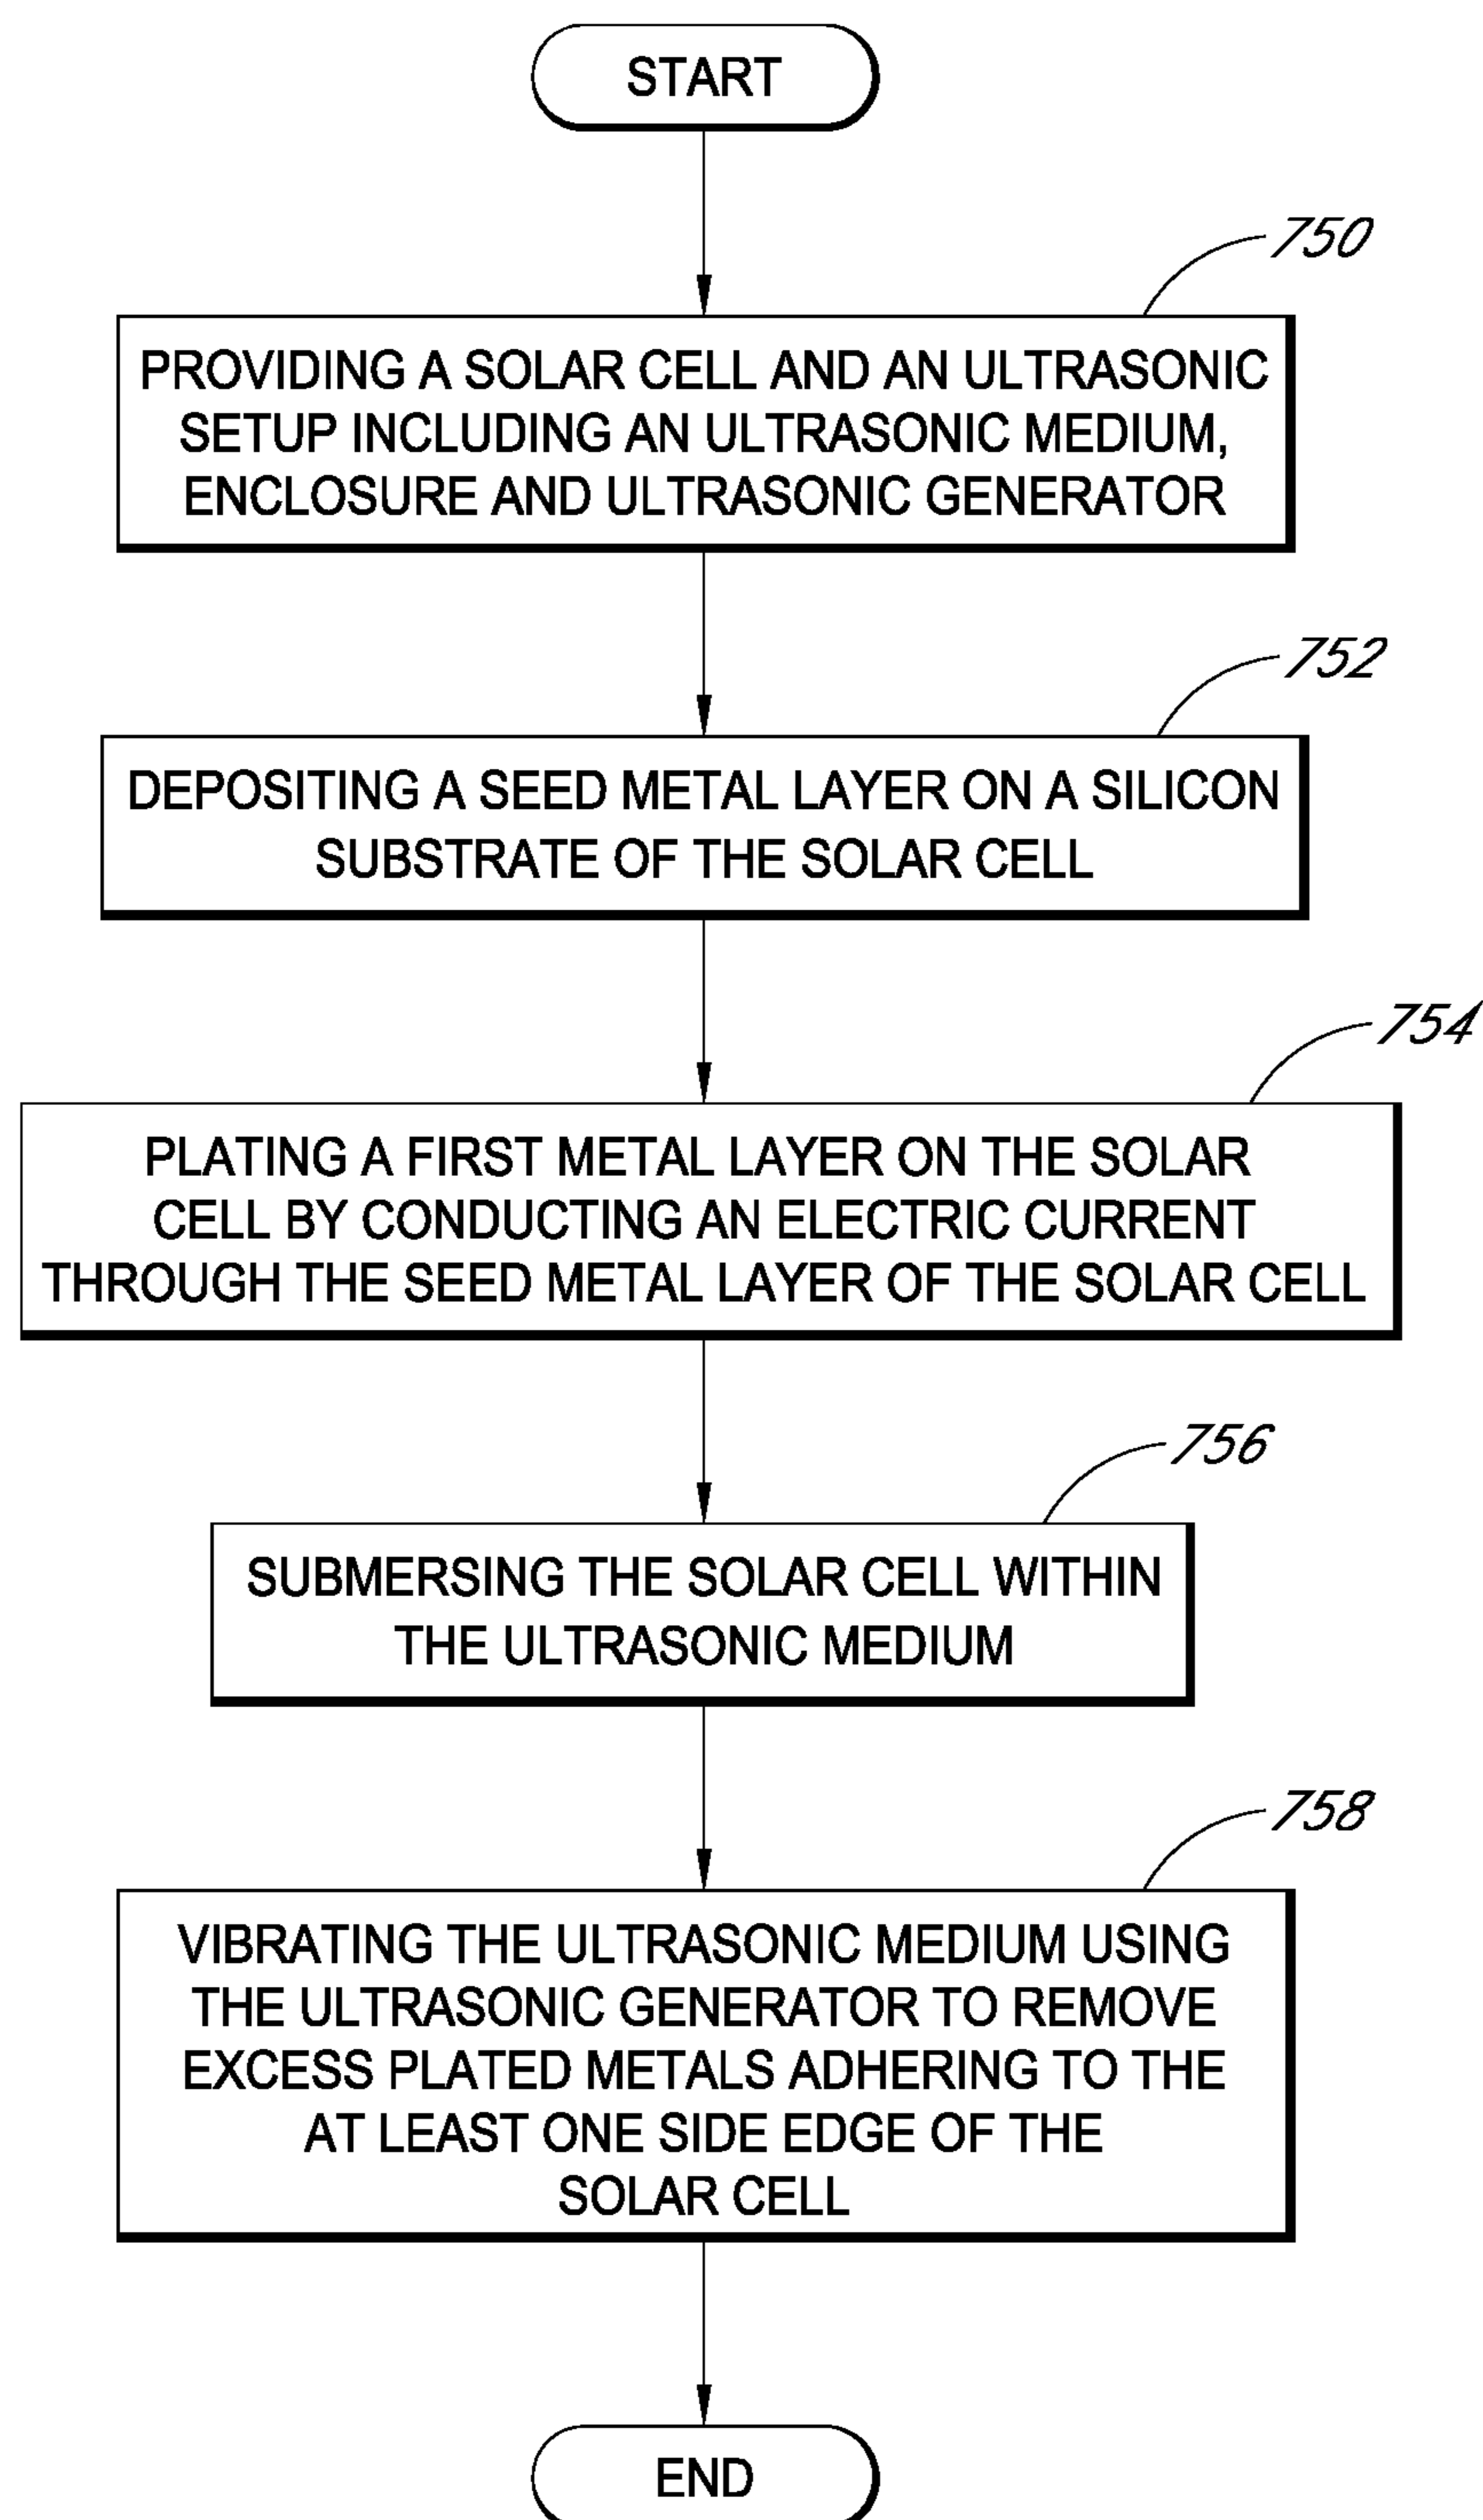 START
750
PROVIDING A SOLAR CELL AND AN ULTRASONIC
SETUP INCLUDING AN ULTRASONIC MEDIUM,
ENCLOSURE AND ULTRASONIC GENERATOR
752
DEPOSITING A SEED METAL LAYER ON A SILICON
SUBSTRATE OF THE SOLAR CELL
754
PLATING A FIRST METAL LAYER ON THE SOLAR
CELL BY CONDUCTING AN ELECTRIC CURRENT
THROUGH THE SEED METAL LAYER OF THE SOLAR CELL
756
SUBMERSING THE SOLAR CELL WITHIN
THE ULTRASONIC MEDIUM
758
VIBRATING THE ULTRASONIC MEDIUM USING
THE ULTRASONIC GENERATOR TO REMOVE
EXCESS PLATED METALS ADHERING TO THE
AT LEAST ONE SIDE EDGE OF THE
SOLAR CELL
END